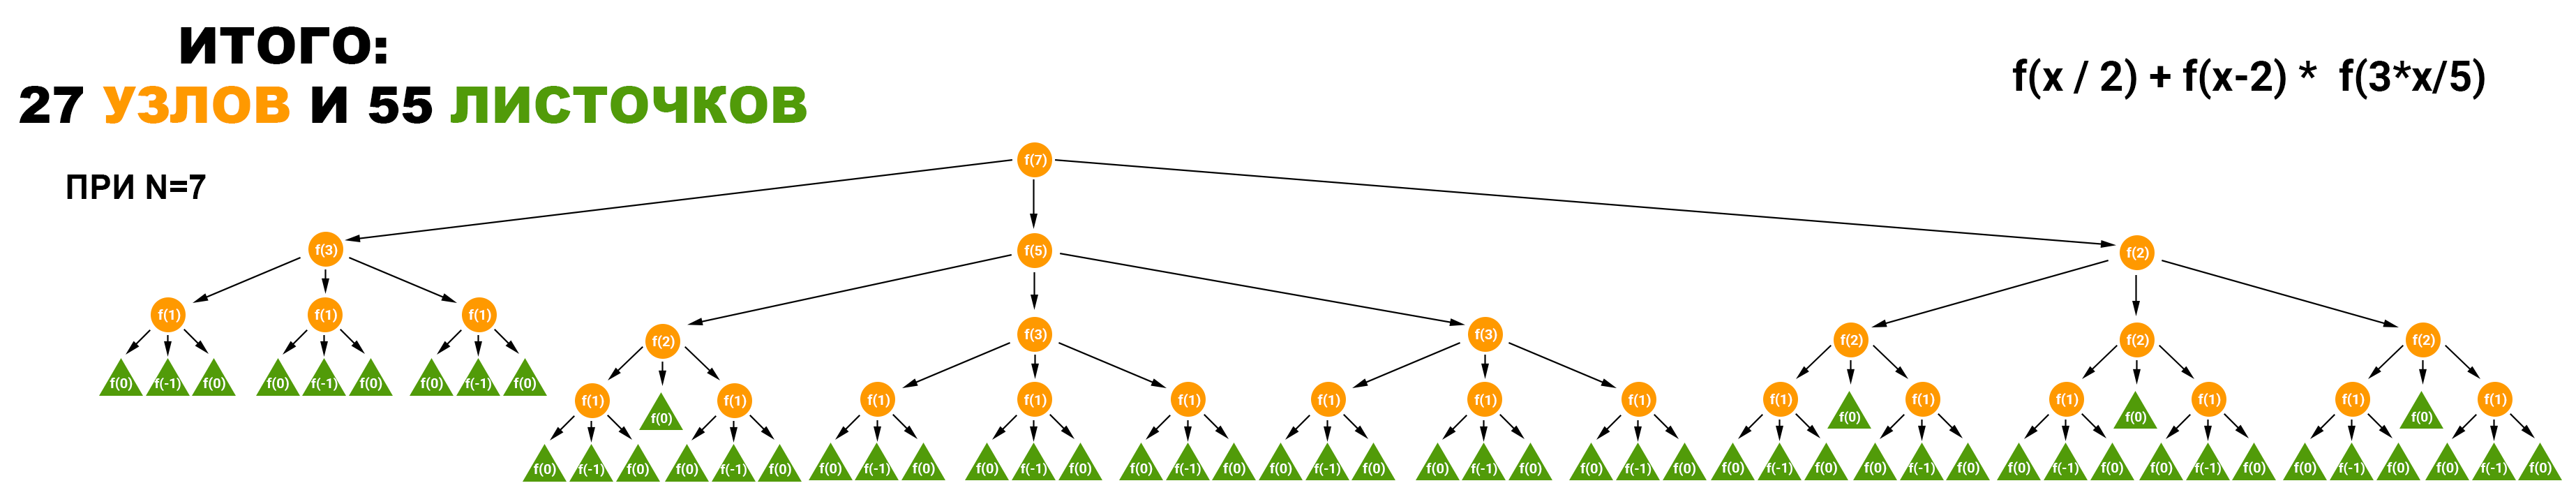 ИТОГО:
27 УЗЛОВ И 55 ЛИСТОЧКОВ
f(x / 2) + f(x-2) * f(3*x/5)
ПРИ N=7
f(7)
f(3) f(5) f(2)
f(1) f(1) f(1)
f(2) f(3) f(3) f(2) f(2) f(2)
f(0) f(-1) f(0) f(0) f(-1) f(0) f(0) f(-1) f(0)
f(1) f(0) f(1) f(1) f(1) f(1) f(1) f(1) f(1) f(1) f(0) f(1) f(1) f(0) f(1) f(1) f(0) f(1)
f(0) f(-1) f(0) f(0) f(-1) f(0) f(0) f(-1) f(0) f(0) f(-1) f(0) f(0) f(-1) f(0) f(0) f(-1) f(0) f(0) f(-1) f(0) f(0) f(-1) f(0) f(0) f(-1) f(0) f(0) f(-1) f(0) f(0) f(-1) f(0) f(0) f(-1) f(0) f(0) f(-1) f(0) f(0) f(-1) f(0)